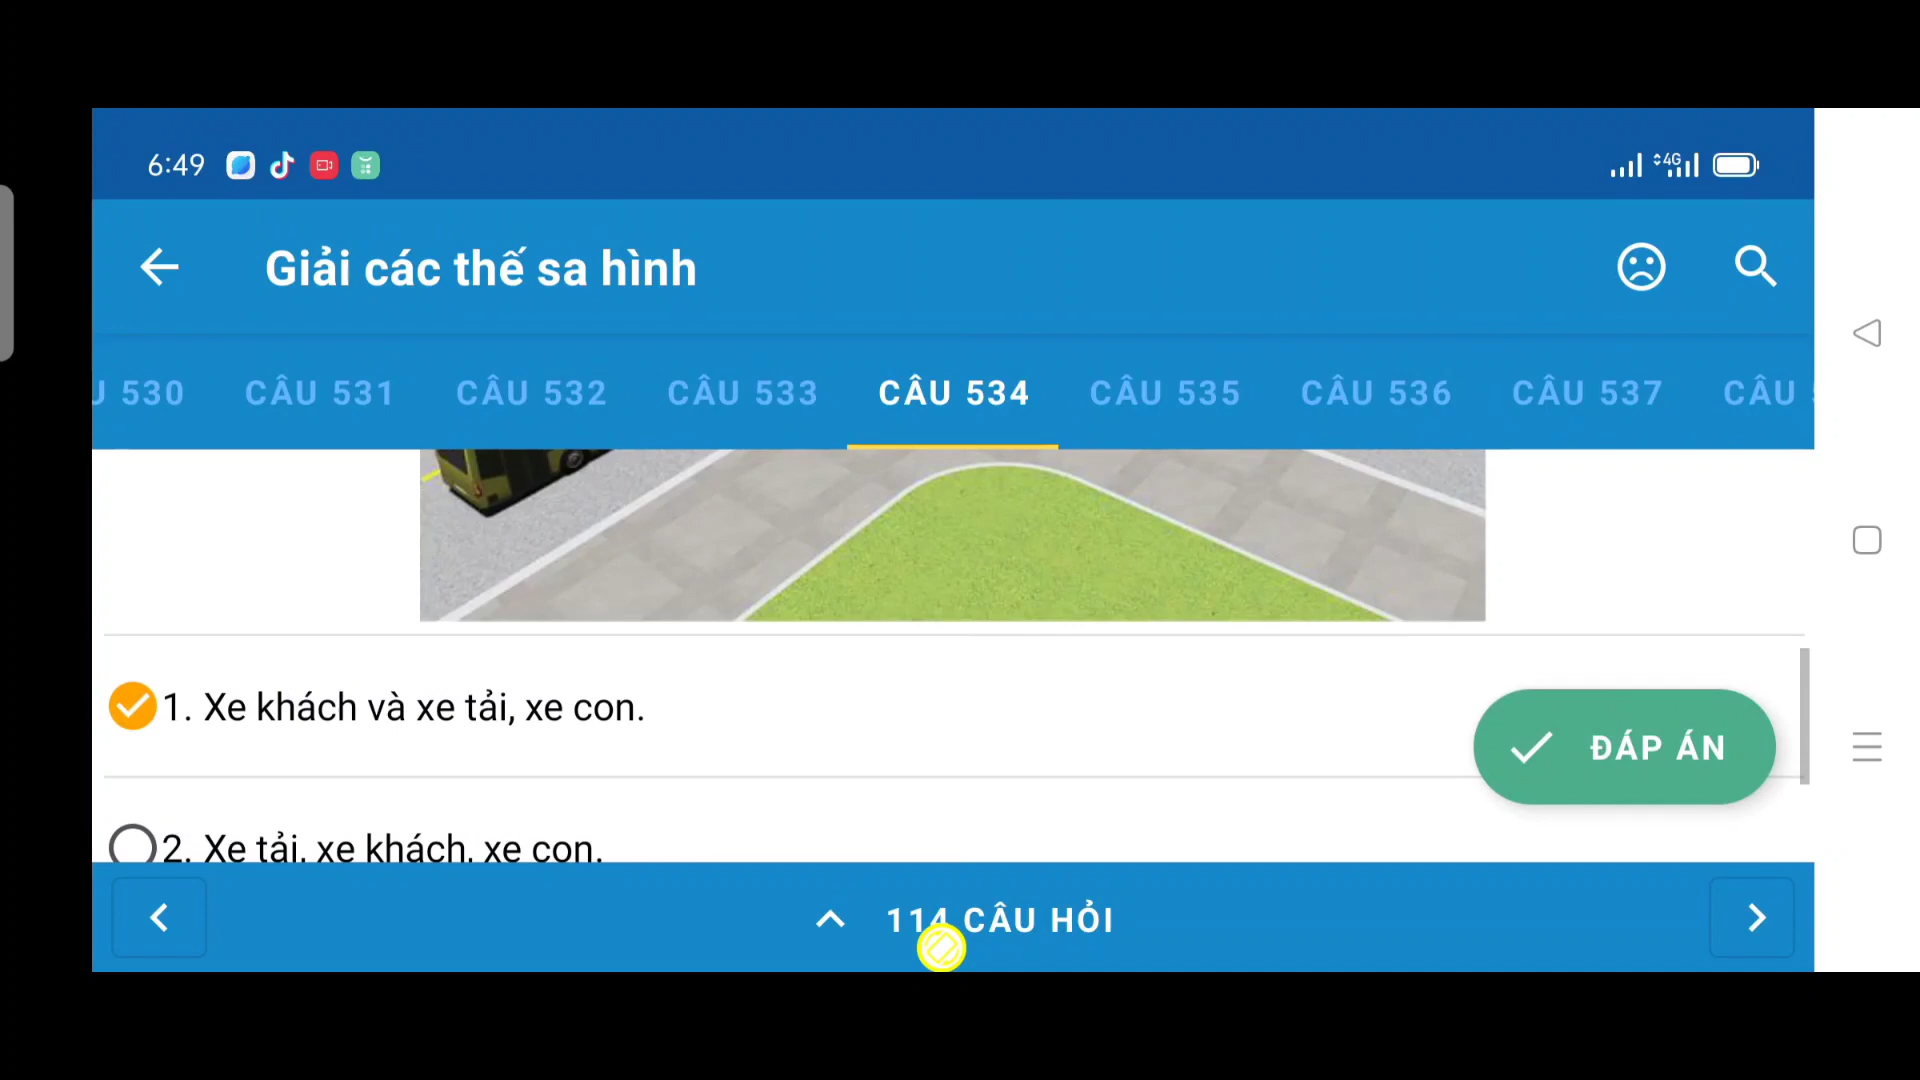 6:49
4G
Giải các thế sa hình
U 530 CÂU 531 CÂU 532 CÂU 533 CÂU 534 CÂU 535 CÂU 536 CÂU 537 CÂU
1. Xe khách và xe tải, xe con.
ĐÁP ÁN
2. Xe tải, xe khách, xe con.
114 CÂU HỎI